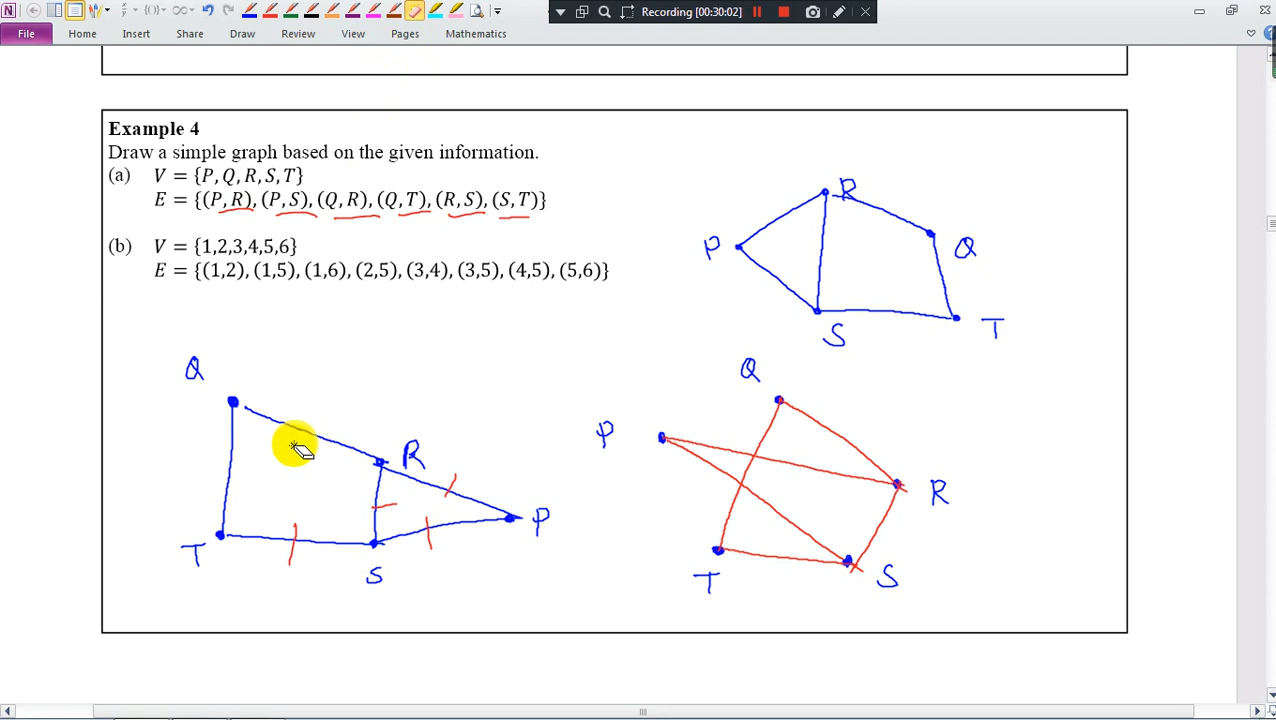 Recording [00:30:02]
File Home Insert Share Draw Review View Pages Mathematics
Example 4
Draw a simple graph based on the given information.
(a) V = {P, Q, R, S, T}
E = {(P, R), (P, S), (Q, R), (Q, T), (R, S), (S, T)}
(b) V = {1,2,3,4,5,6}
E = {(1,2), (1,5), (1,6), (2,5), (3,4), (3,5), (4,5), (5,6)}
R
P
Q
S
T
Q
R
P
T
S
Q
P
R
T
S